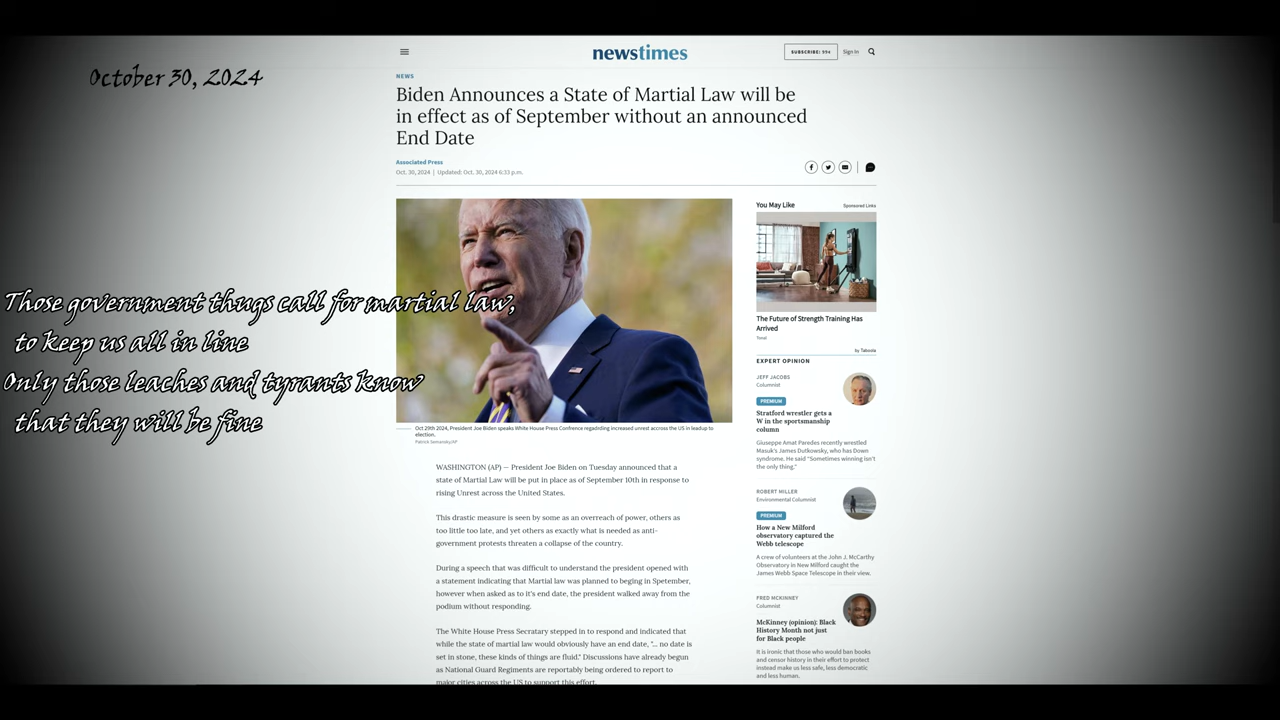 October 30, 2024
newstimes
SUBSCRIBE: 99¢
Sign In
NEWS
Biden Announces a State of Martial Law will be
in effect as of September without an announced
End Date
Associated Press
Oct. 30, 2024 | Updated: Oct. 30, 2024 6:33 p.m.
Those government thugs call for martial law,
to keep us all in line
Only those leaches and tyrants know
that they will be fine
Oct 29th 2024, President Joe Biden speaks White House Press Confrence regadiding increased unrest accross the US in leadup to
election.
Patrick Semansky/AP
WASHINGTON (AP) — President Joe Biden on Tuesday announced that a
state of Martial Law will be put in place as of September 10th in response to
rising Unrest across the United States.
This drastic measure is seen by some as an overreach of power, others as
too little too late, and yet others as exactly what is needed as anti-
government protests threaten a collapse of the country.
During a speech that was difficult to understand the president opened with
a statement indicating that Martial law was planned to beging in Spetember,
however when asked as to it's end date, the president walked away from the
podium without responding.
The White House Press Secratary stepped in to respond and indicated that
while the state of martial law would obviously have an end date, "... no date is
set in stone, these kinds of things are fluid." Discussions have already begun
as National Guard Regiments are reportably being ordered to report to
major cities across the US to support this effort.
You May Like
Sponsored Links
The Future of Strength Training Has
Arrived
Tonal
by Taboola
EXPERT OPINION
JEFF JACOBS
Columnist
PREMIUM
Stratford wrestler gets a
W in the sportsmanship
column
Giuseppe Amat Paredes recently wrestled
Masuk's James Dutkowsky, who has Down
syndrome. He said "Sometimes winning isn't
the only thing."
ROBERT MILLER
Environmental Columnist
PREMIUM
How a New Milford
observatory captured the
Webb telescope
A crew of volunteers at the John J. McCarthy
Observatory in New Milford caught the
James Webb Space Telescope in their view.
FRED MCKINNEY
Columnist
McKinney (opinion): Black
History Month not just
for Black people
It is ironic that those who would ban books
and censor history in their effort to protect
instead make us less safe, less democratic
and less human.